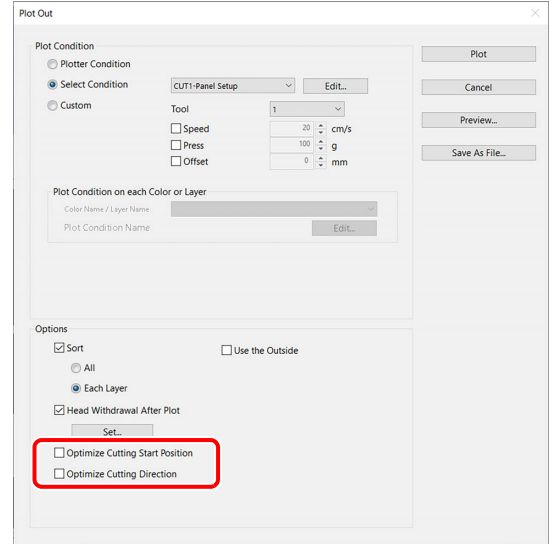 Plot Out
Plot Condition
Plotter Condition
Select Condition
CUT1-Panel Setup
Edit...
Custom
Tool
1
Speed
20
cm/s
Press
100
g
Offset
0
mm
Plot Condition on each Color or Layer
Color Name / Layer Name
Plot Condition Name
Edit...
Plot
Cancel
Preview...
Save As File...
Options
Sort
Use the Outside
All
Each Layer
Head Withdrawal After Plot
Set...
Optimize Cutting Start Position
Optimize Cutting Direction